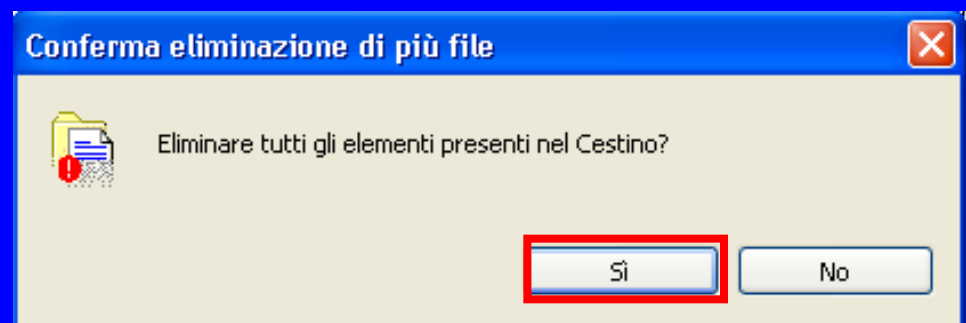 Conferma eliminazione di più file
Eliminare tutti gli elementi presenti nel Cestino?
Sì No